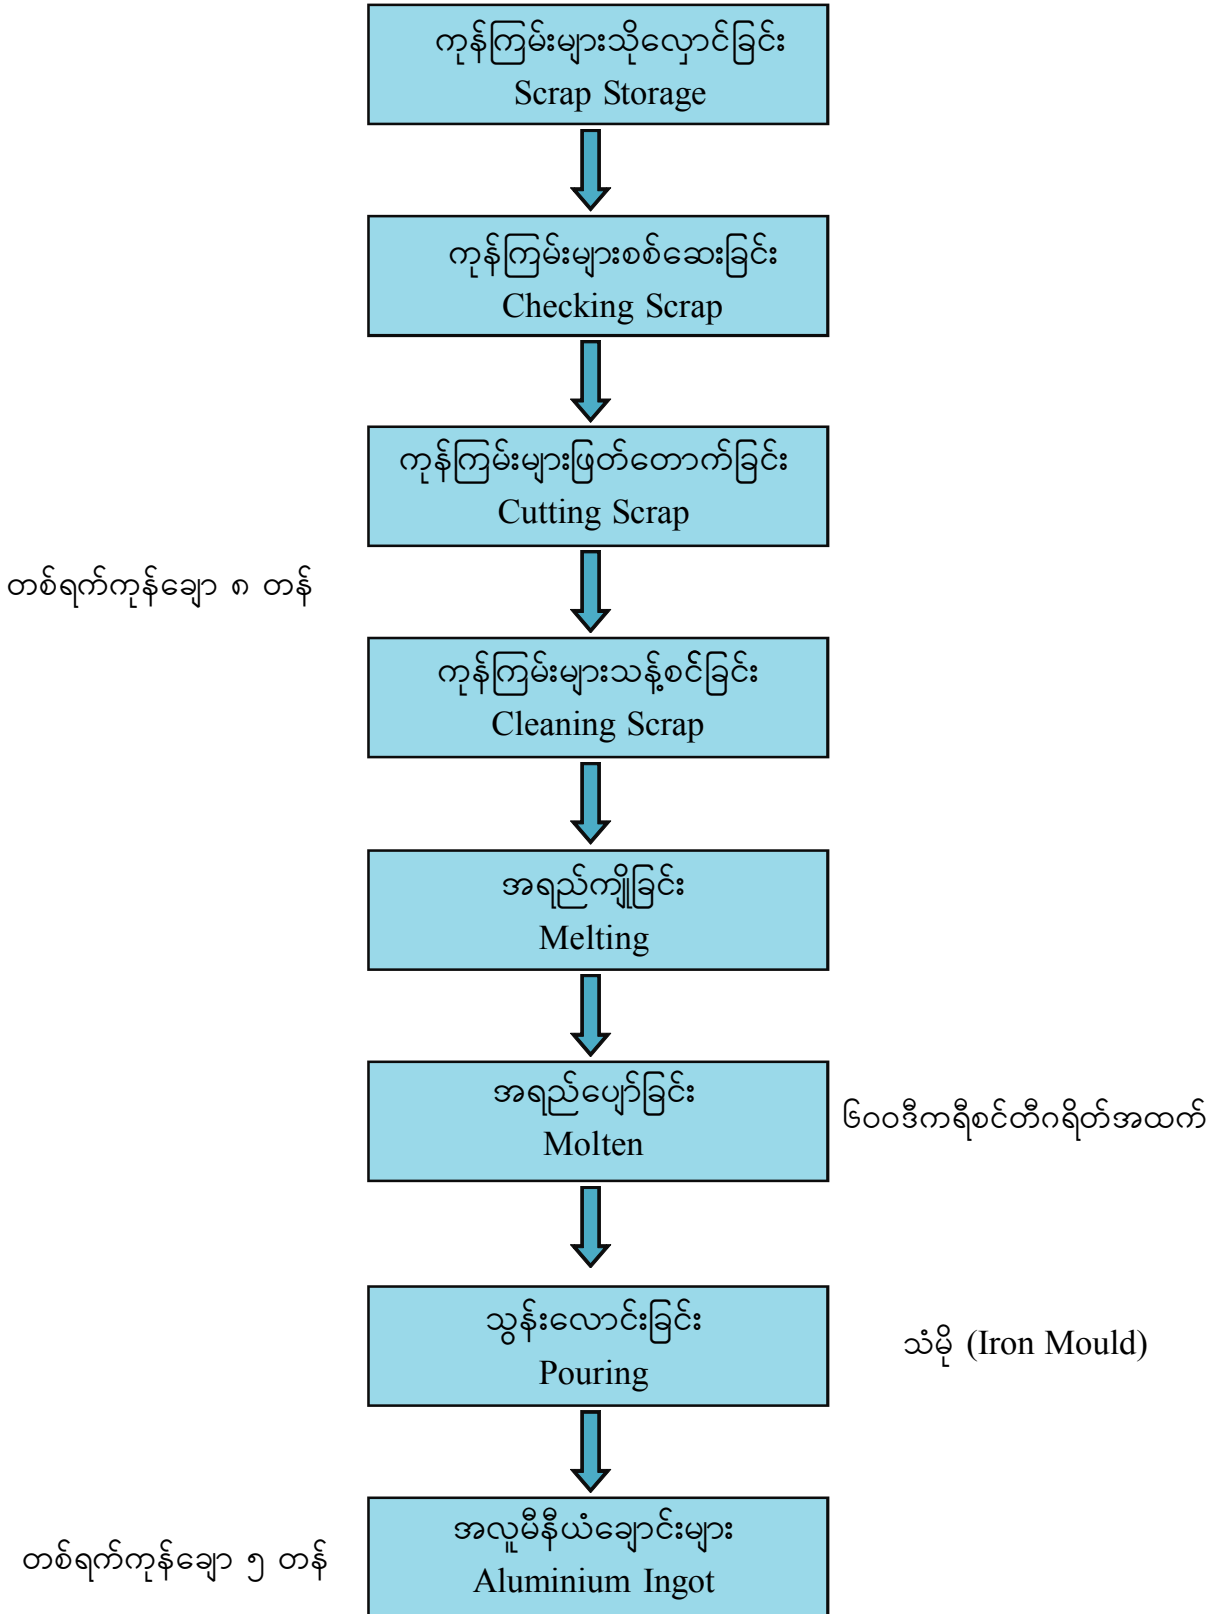 ကုန်ကြမ်းများသိုလှောင်ခြင်း
Scrap Storage
ကုန်ကြမ်းများစစ်ဆေးခြင်း
Checking Scrap
ကုန်ကြမ်းများဖြတ်တောက်ခြင်း
Cutting Scrap
တစ်ရက်ကုန်ချော ၈ တန်
ကုန်ကြမ်းများသန့်စင်ခြင်း
Cleaning Scrap
အရည်ကျိုခြင်း
Melting
အရည်ပျော်ခြင်း
Molten
၆၀၀ဒီကရီစင်တီဂရိတ်အထက်
သွန်းလောင်းခြင်း
Pouring
သံမို (Iron Mould)
အလူမီနီယံချောင်းများ
Aluminium Ingot
တစ်ရက်ကုန်ချော ၅ တန်